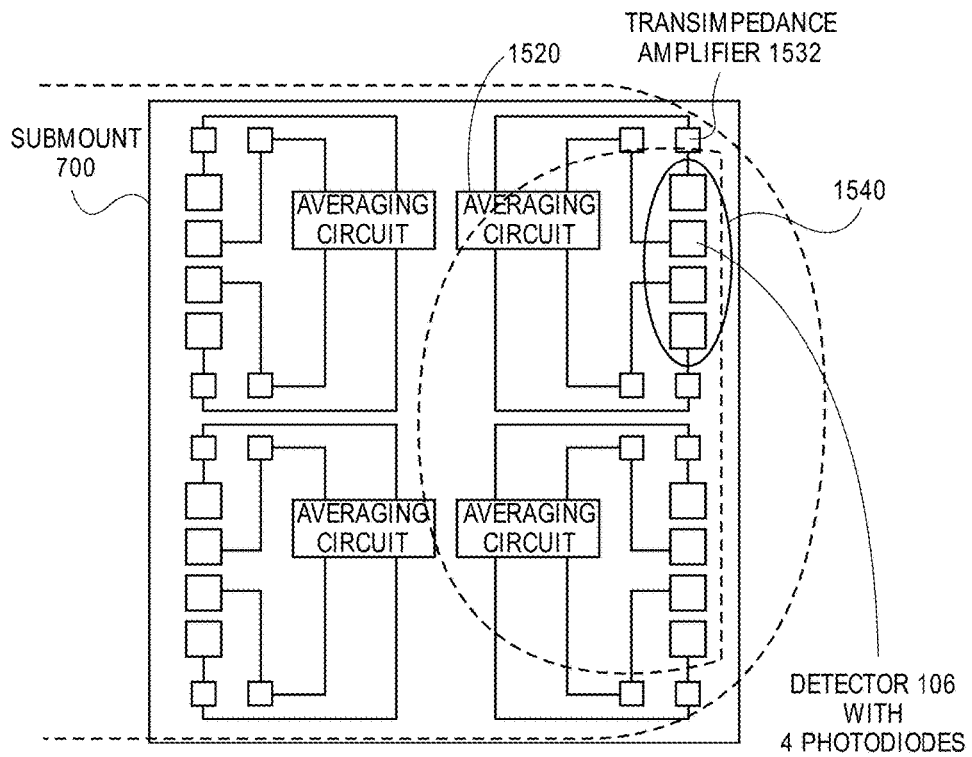 TRANSIMPEDANCE
AMPLIFIER 1532
1520
SUBMOUNT
700
1540
AVERAGING
CIRCUIT
AVERAGING
CIRCUIT
AVERAGING
CIRCUIT
AVERAGING
CIRCUIT
DETECTOR 106
WITH
4 PHOTODIODES